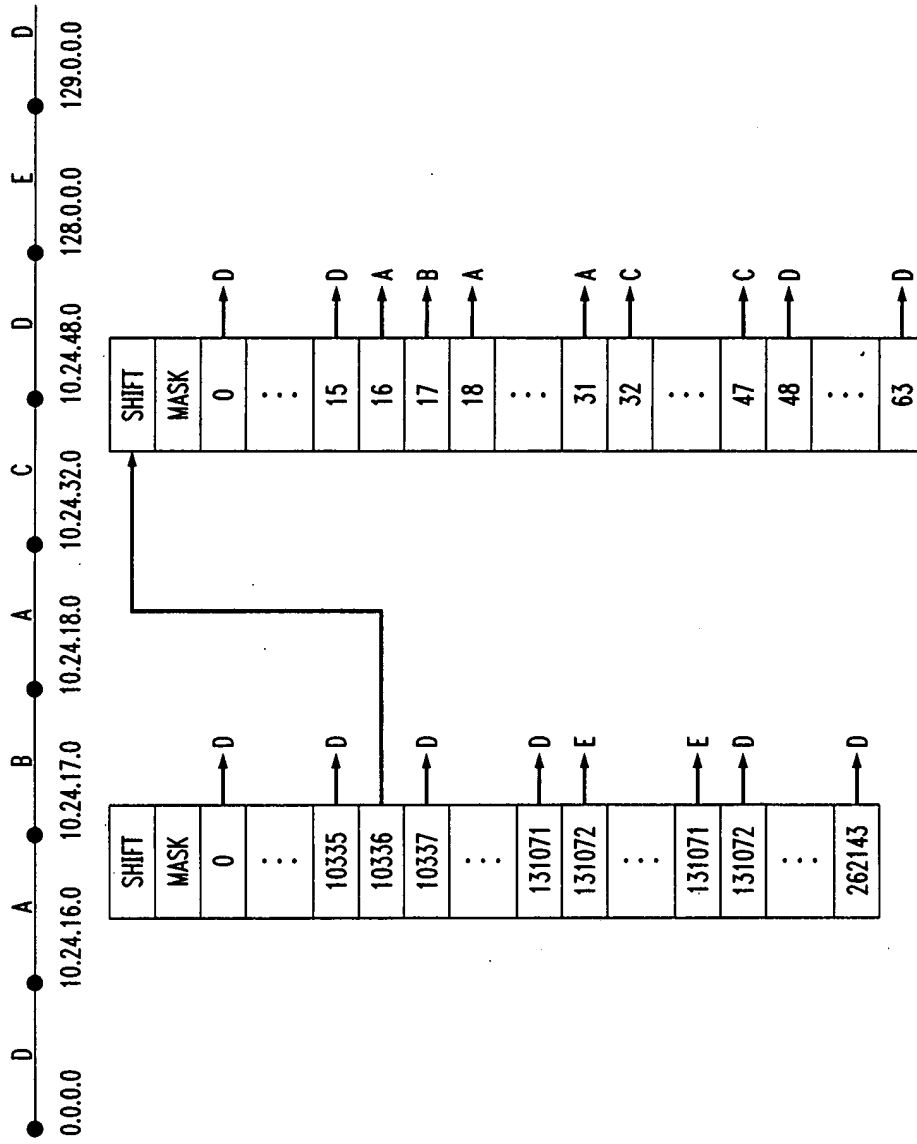 D A B A C D E D
0.0.0.0 10.24.16.0 10.24.17.0 10.24.18.0 10.24.32.0 10.24.48.0 128.0.0.0 129.0.0.0
SHIFT
MASK
0 D
...
10335 D
10336
10337 D
...
131071 D
131072 E
...
131071 E
131072 D
...
262143 D
SHIFT
MASK
0 D
...
15 D
16 A
17 B
18 A
...
31 A
32 C
...
47 C
48 D
...
63 D